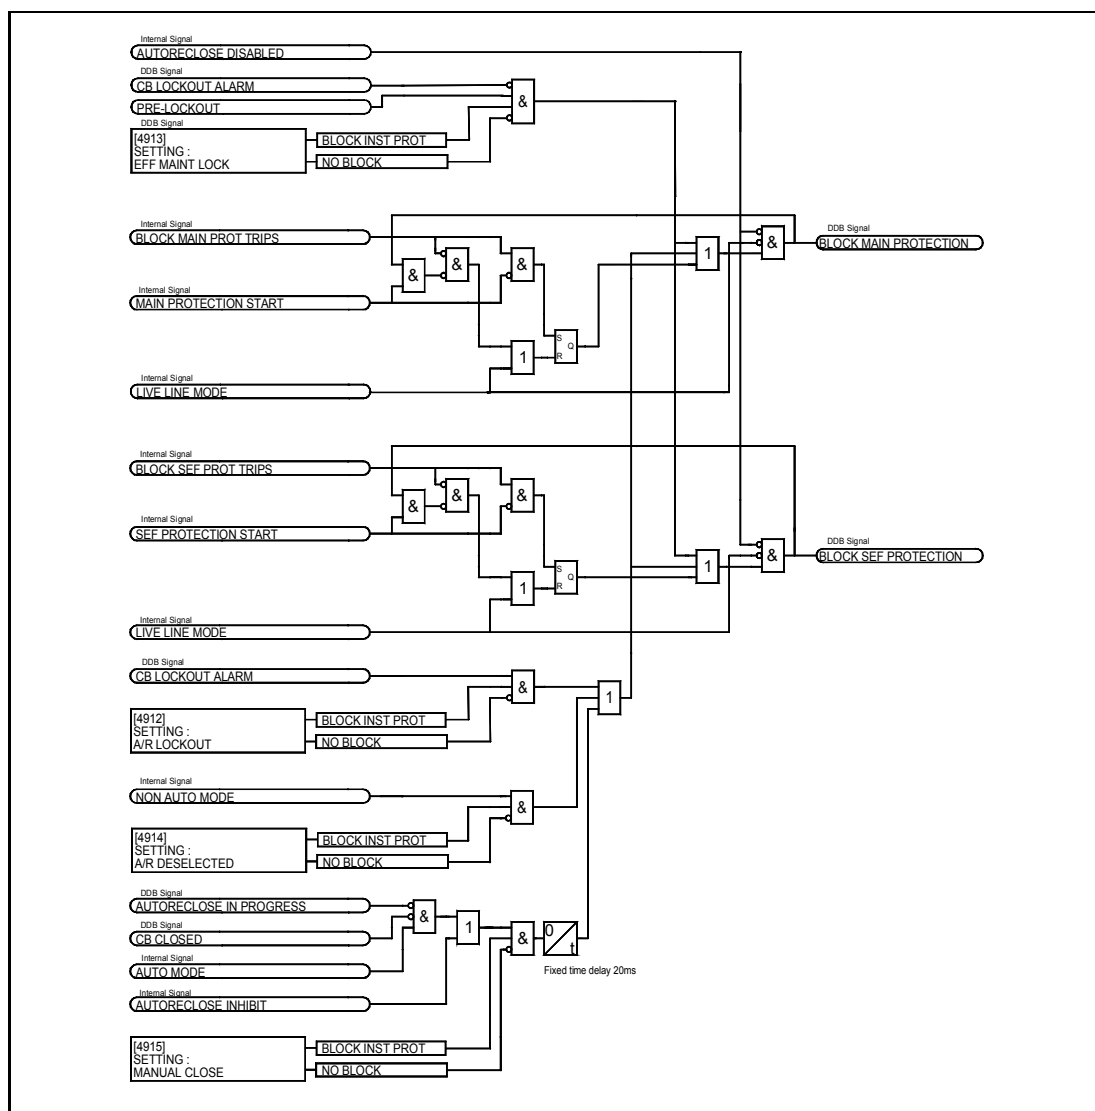 Internal Signal
AUTORECLOSE DISABLED
DDB Signal
CB LOCKOUT ALARM
PRE-LOCKOUT
DDB Signal
[4913]
SETTING :
EFF MAINT LOCK
BLOCK INST PROT
NO BLOCK
&
Internal Signal
BLOCK MAIN PROT TRIPS
Internal Signal
MAIN PROTECTION START
&
&
&
1
S
Q
R
1
&
DDB Signal
BLOCK MAIN PROTECTION
Internal Signal
LIVE LINE MODE
Internal Signal
BLOCK SEF PROT TRIPS
Internal Signal
SEF PROTECTION START
&
&
&
1
S
Q
R
1
&
DDB Signal
BLOCK SEF PROTECTION
Internal Signal
LIVE LINE MODE
DDB Signal
CB LOCKOUT ALARM
&
1
[4912]
SETTING :
A/R LOCKOUT
BLOCK INST PROT
NO BLOCK
Internal Signal
NON AUTO MODE
&
[4914]
SETTING :
A/R DESELECTED
BLOCK INST PROT
NO BLOCK
DDB Signal
AUTORECLOSE IN PROGRESS
DDB Signal
CB CLOSED
Internal Signal
AUTO MODE
Internal Signal
AUTORECLOSE INHIBIT
&
1
&
0
t
Fixed time delay 20ms
[4915]
SETTING :
MANUAL CLOSE
BLOCK INST PROT
NO BLOCK